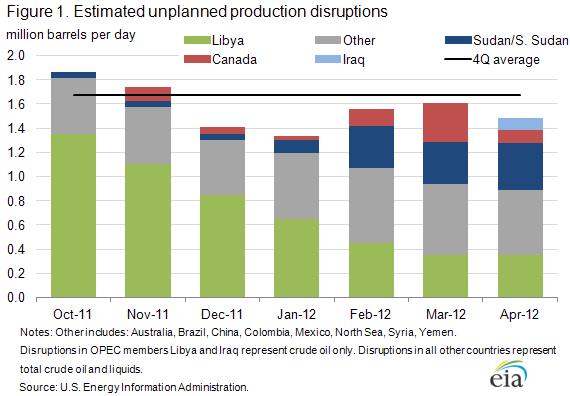 Figure 1. Estimated unplanned production disruptions
million barrels per day
Libya Other Sudan/S. Sudan
Canada Iraq 4Q average
2.0
1.8
1.6
1.4
1.2
1.0
0.8
0.6
0.4
0.2
0.0
Oct-11 Nov-11 Dec-11 Jan-12 Feb-12 Mar-12 Apr-12
Notes: Other includes: Australia, Brazil, China, Colombia, Mexico, North Sea, Syria, Yemen.
Disruptions in OPEC members Libya and Iraq represent crude oil only. Disruptions in all other countries represent
total crude oil and liquids.
Source: U.S. Energy Information Administration.
eia